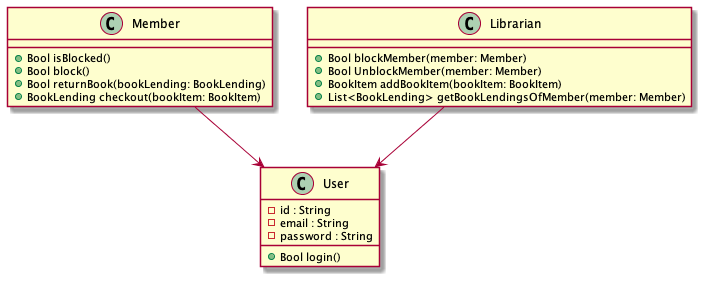 C Member
Bool isBlocked()
Bool block()
Bool returnBook(bookLending: BookLending)
BookLending checkout(bookItem: BookItem)
C Librarian
Bool blockMember(member: Member)
Bool UnblockMember(member: Member)
BookItem addBookItem(bookItem: BookItem)
List<BookLending> getBookLendingsOfMember(member: Member)
C User
id : String
email : String
password : String
Bool login()